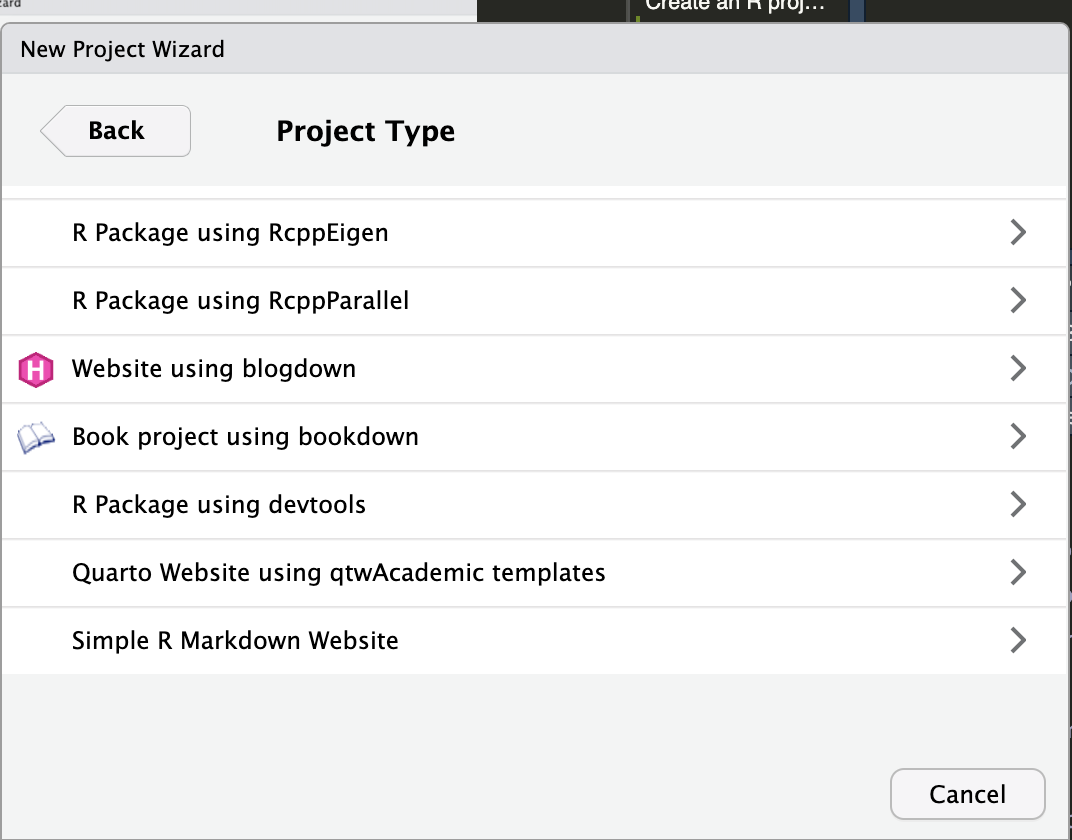 Create an R proj...
New Project Wizard
Back
Project Type
R Package using RcppEigen
R Package using RcppParallel
H
Website using blogdown
Book project using bookdown
R Package using devtools
Quarto Website using qtwAcademic templates
Simple R Markdown Website
Cancel